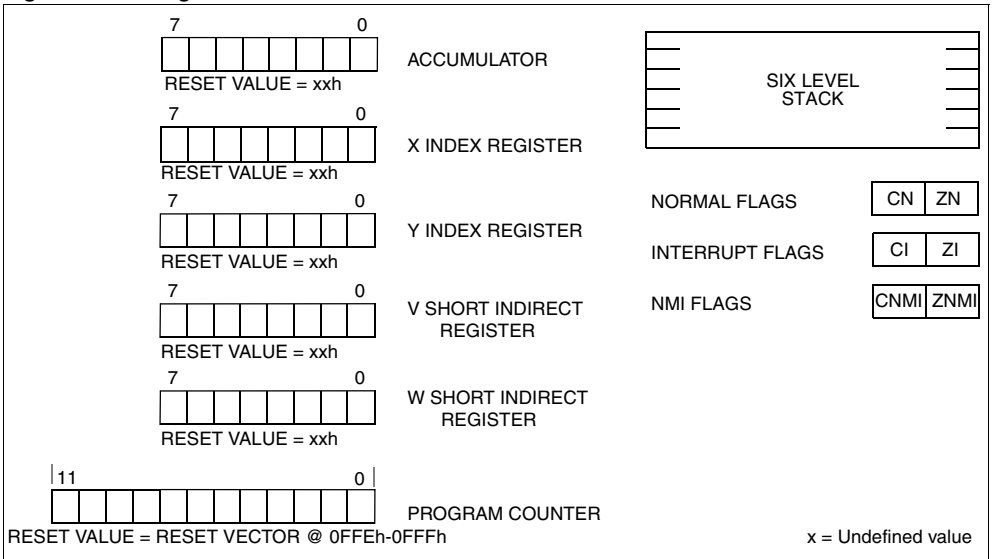 7 0
ACCUMULATOR
RESET VALUE = xxh
7 0
X INDEX REGISTER
RESET VALUE = xxh
7 0
Y INDEX REGISTER
RESET VALUE = xxh
7 0
V SHORT INDIRECT
REGISTER
RESET VALUE = xxh
7 0
W SHORT INDIRECT
REGISTER
RESET VALUE = xxh
11 0
PROGRAM COUNTER
RESET VALUE = RESET VECTOR @ 0FFEh-0FFFh
SIX LEVEL
STACK
NORMAL FLAGS CN ZN
INTERRUPT FLAGS CI ZI
NMI FLAGS CNMI ZNMI
x = Undefined value